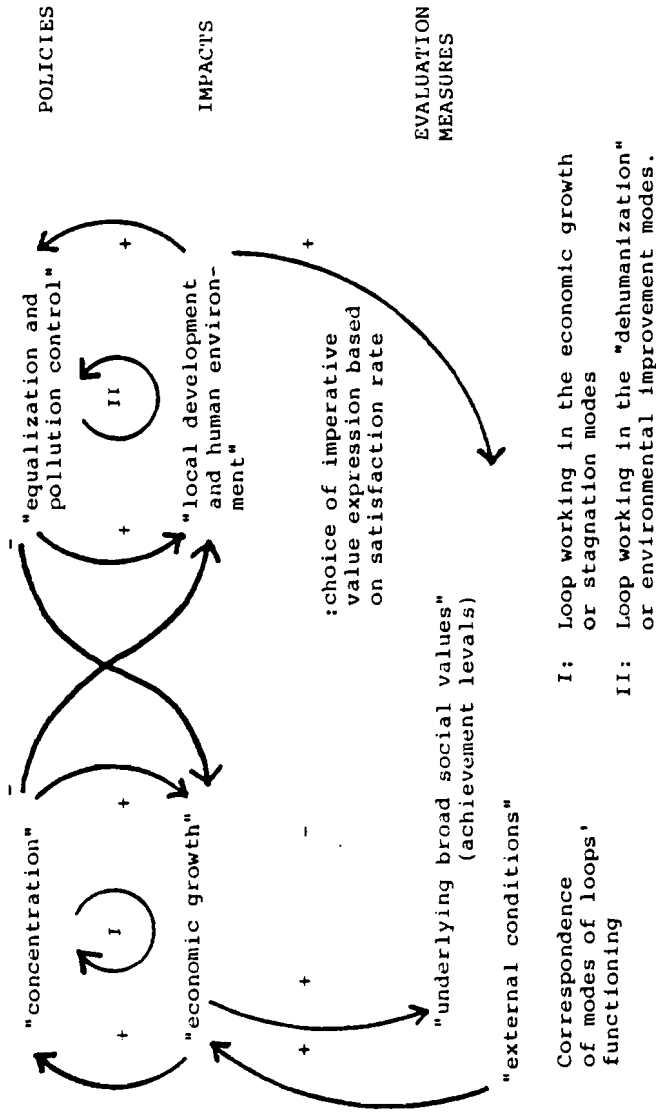 POLICIES
"concentration"
"equalization and
pollution control"
-
-
+
+
+
+
I
II
IMPACTS
"economic growth"
"local development
and human environ-
ment"
+
+
-
+
:choice of imperative
value expression based
on satisfaction rate
EVALUATION
MEASURES
"underlying broad social values"
(achievement levals)
"external conditions"
Correspondence
of modes of loops'
functioning
I: Loop working in the economic growth
or stagnation modes
II: Loop working in the "dehumanization"
or environmental improvement modes.